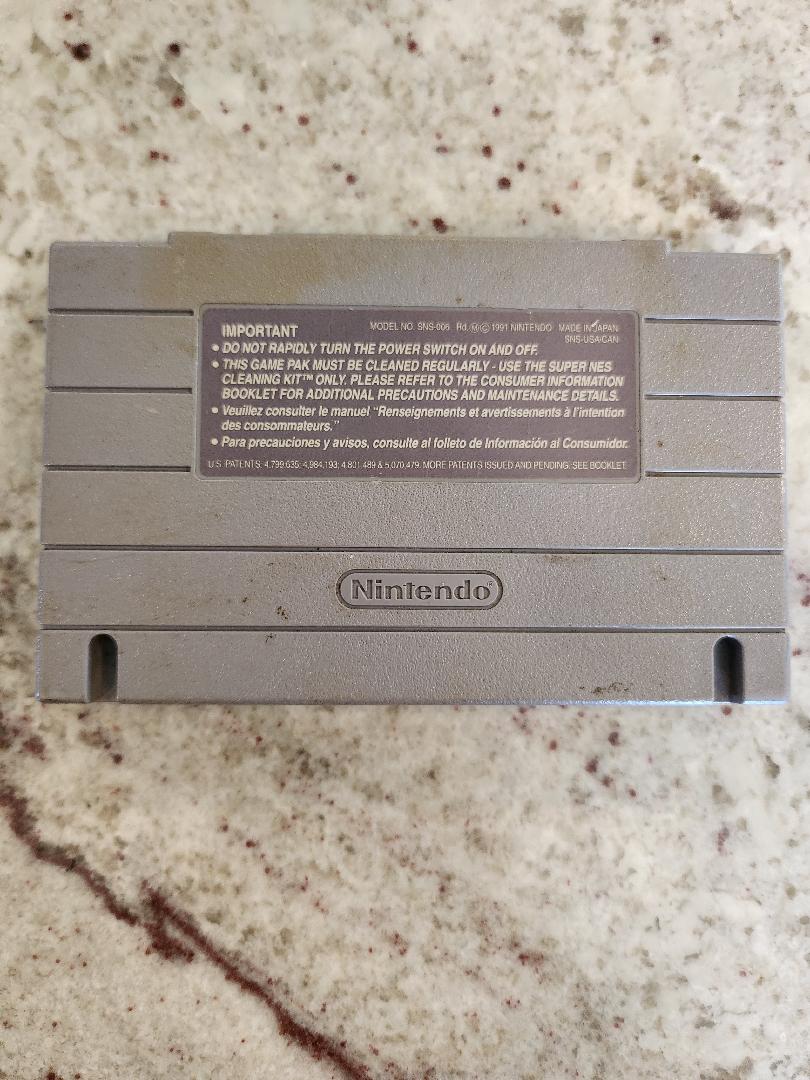 IMPORTANT MODEL NO. SNS-006 Rd, Ⓜ©1991 NINTENDO MADE IN JAPAN
SNS-USA/CAN
• DO NOT RAPIDLY TURN THE POWER SWITCH ON AND OFF.
• THIS GAME PAK MUST BE CLEANED REGULARLY - USE THE SUPER NES
CLEANING KIT™ ONLY. PLEASE REFER TO THE CONSUMER INFORMATION
BOOKLET FOR ADDITIONAL PRECAUTIONS AND MAINTENANCE DETAILS.
• Veuillez consulter le manuel "Renseignements et avertissements à l'intention
des consommateurs."
• Para precauciones y avisos, consulte al folleto de Información al Consumidor.
U.S. PATENTS: 4,799,635; 4,984,193; 4,801,489 & 5,070,479. MORE PATENTS ISSUED AND PENDING. SEE BOOKLET.
Nintendo®